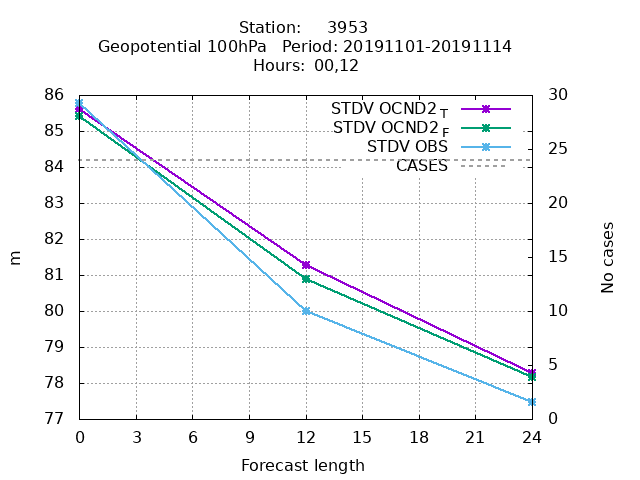 Station: 3953
Geopotential 100hPa Period: 20191101-20191114
Hours: 00,12
STDV OCND2 T
STDV OCND2 F
STDV OBS
CASES
86
85
84
83
82
81
80
79
78
77
m
30
25
20
15
10
5
0
No cases
0 3 6 9 12 15 18 21 24
Forecast length